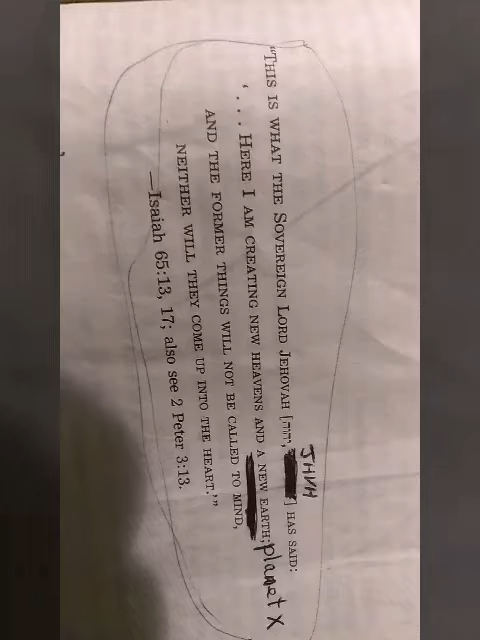 JHVH
"THIS IS WHAT THE SOVEREIGN LORD JEHOVAH [יהוה, ] HAS SAID:
'. . . HERE I AM CREATING NEW HEAVENS AND A NEW EARTH; planet X
AND THE FORMER THINGS WILL NOT BE CALLED TO MIND,
NEITHER WILL THEY COME UP INTO THE HEART.'"
—Isaiah 65:13, 17; also see 2 Peter 3:13.